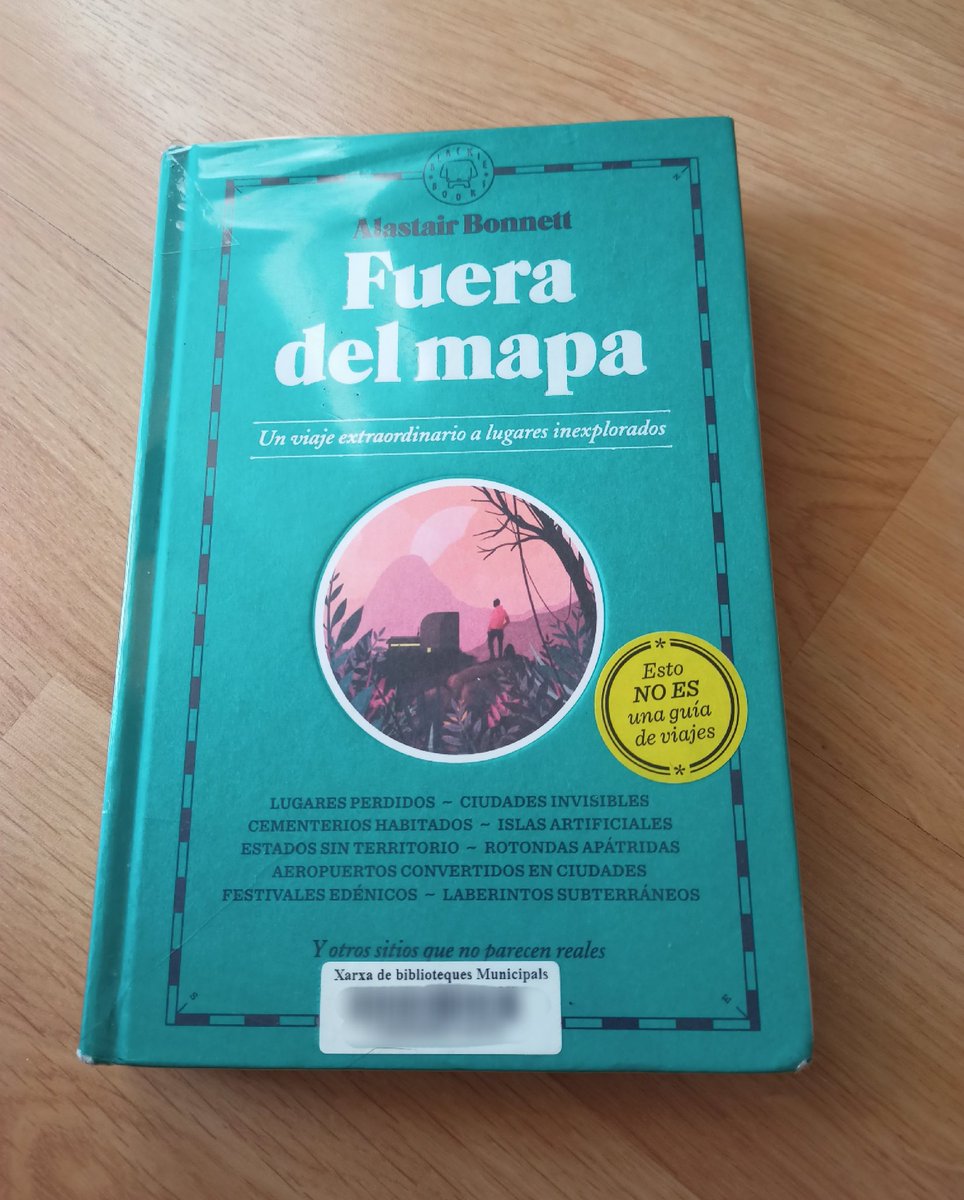 BLACKIE BOOKS
Alastair Bonnett
Fuera
del mapa
Un viaje extraordinario a lugares inexplorados
Esto
NO ES
una guía
de viajes
LUGARES PERDIDOS ~ CIUDADES INVISIBLES
CEMENTERIOS HABITADOS ~ ISLAS ARTIFICIALES
ESTADOS SIN TERRITORIO ~ ROTONDAS APÁTRIDAS
AEROPUERTOS CONVERTIDOS EN CIUDADES
FESTIVALES EDÉNICOS ~ LABERINTOS SUBTERRÁNEOS
Y otros sitios que no parecen reales
Xarxa de biblioteques Municipals